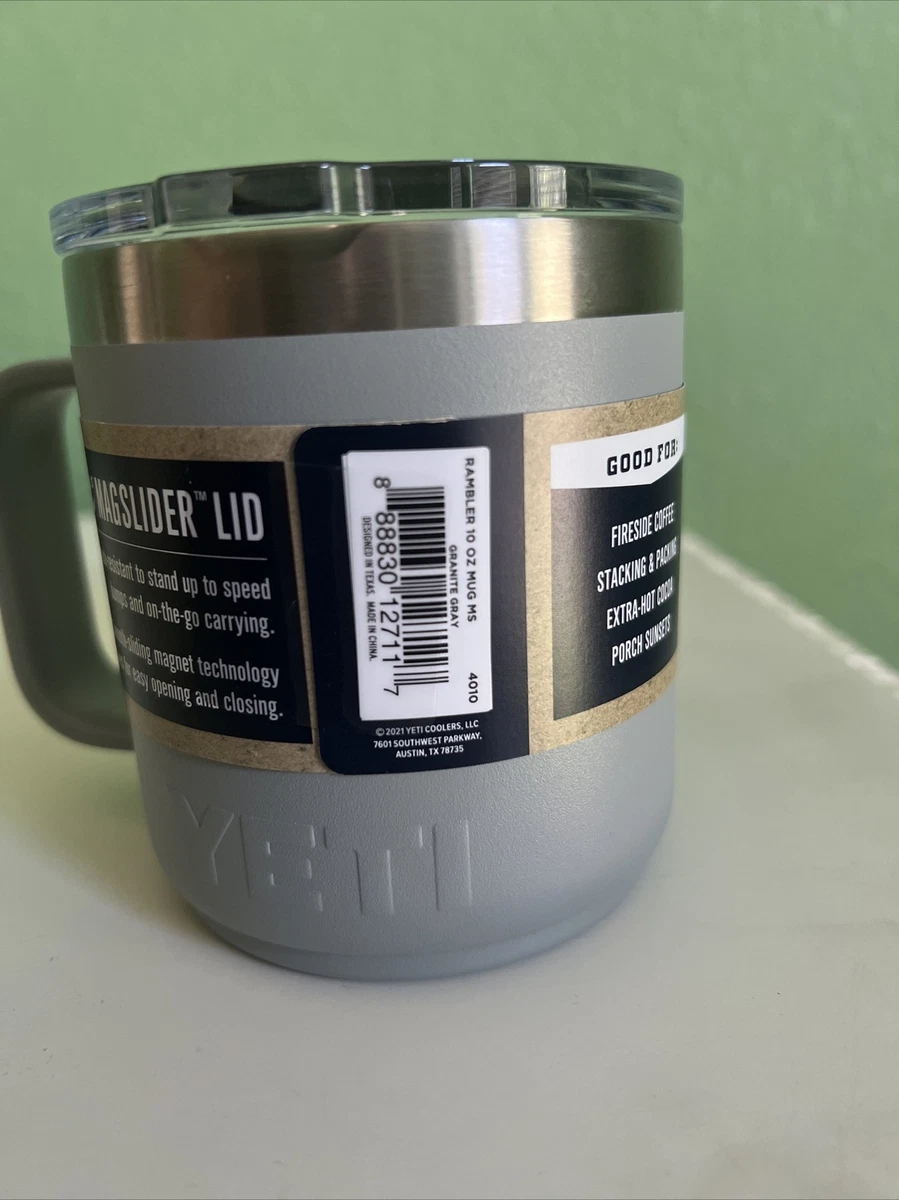 MAGSLIDER™ LID
to stand up to speed
and on-the-go carrying.
magnet technology
easy opening and closing.
RAMBLER 10 OZ MUG MS
GRANITE GRAY
4010
8 88830 12711 7
DESIGNED IN TEXAS. MADE IN CHINA.
© 2021 YETI COOLERS, LLC
7601 SOUTHWEST PARKWAY,
AUSTIN, TX 78735
GOOD FOR:
FIRESIDE COFFEE
STACKING & PACKING
EXTRA-HOT COCOA
PORCH SUNSETS
YETI